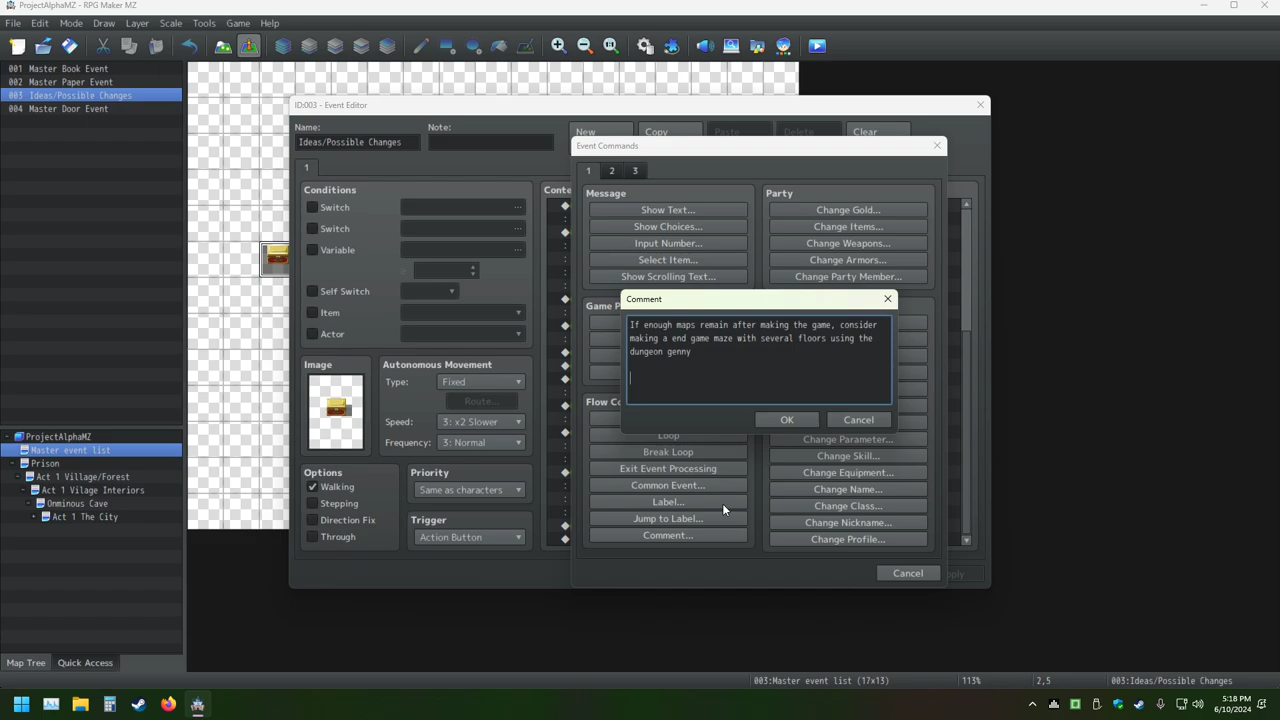 ProjectAlphaMZ - RPG Maker MZ
File Edit Mode Draw Layer Scale Tools Game Help
001 Master Book Event
002 Master Paper Event
003 Ideas/Possible Changes
004 Master Door Event
ID:003 - Event Editor
Name:
Note:
Ideas/Possible Changes
New
Copy
Paste
Delete
Clear
1
Conditions
Switch
Switch
Variable
Self Switch
Item
Actor
Image
Autonomous Movement
Type:
Fixed
Route...
Speed:
3: x2 Slower
Frequency:
3: Normal
Options
Walking
Stepping
Direction Fix
Through
Priority
Same as characters
Trigger
Action Button
Conte
Event Commands
1 2 3
Message
Show Text...
Show Choices...
Input Number...
Select Item...
Show Scrolling Text...
Party
Change Gold...
Change Items...
Change Weapons...
Change Armors...
Change Party Member...
Game P
Comment
If enough maps remain after making the game, consider
making a end game maze with several floors using the
dungeon genny
OK
Cancel
Flow Co
Loop
Break Loop
Exit Event Processing
Common Event...
Label...
Jump to Label...
Comment...
Change Parameter...
Change Skill...
Change Equipment...
Change Name...
Change Class...
Change Nickname...
Change Profile...
Cancel
pply
ProjectAlphaMZ
Master event list
Prison
Act 1 Village/Forest
Act 1 Vilage Interiors
Onminous Cave
Act 1 The City
Map Tree
Quick Access
003:Master event list (17x13)
113%
2,5
003:Ideas/Possible Changes
5:18 PM
6/10/2024